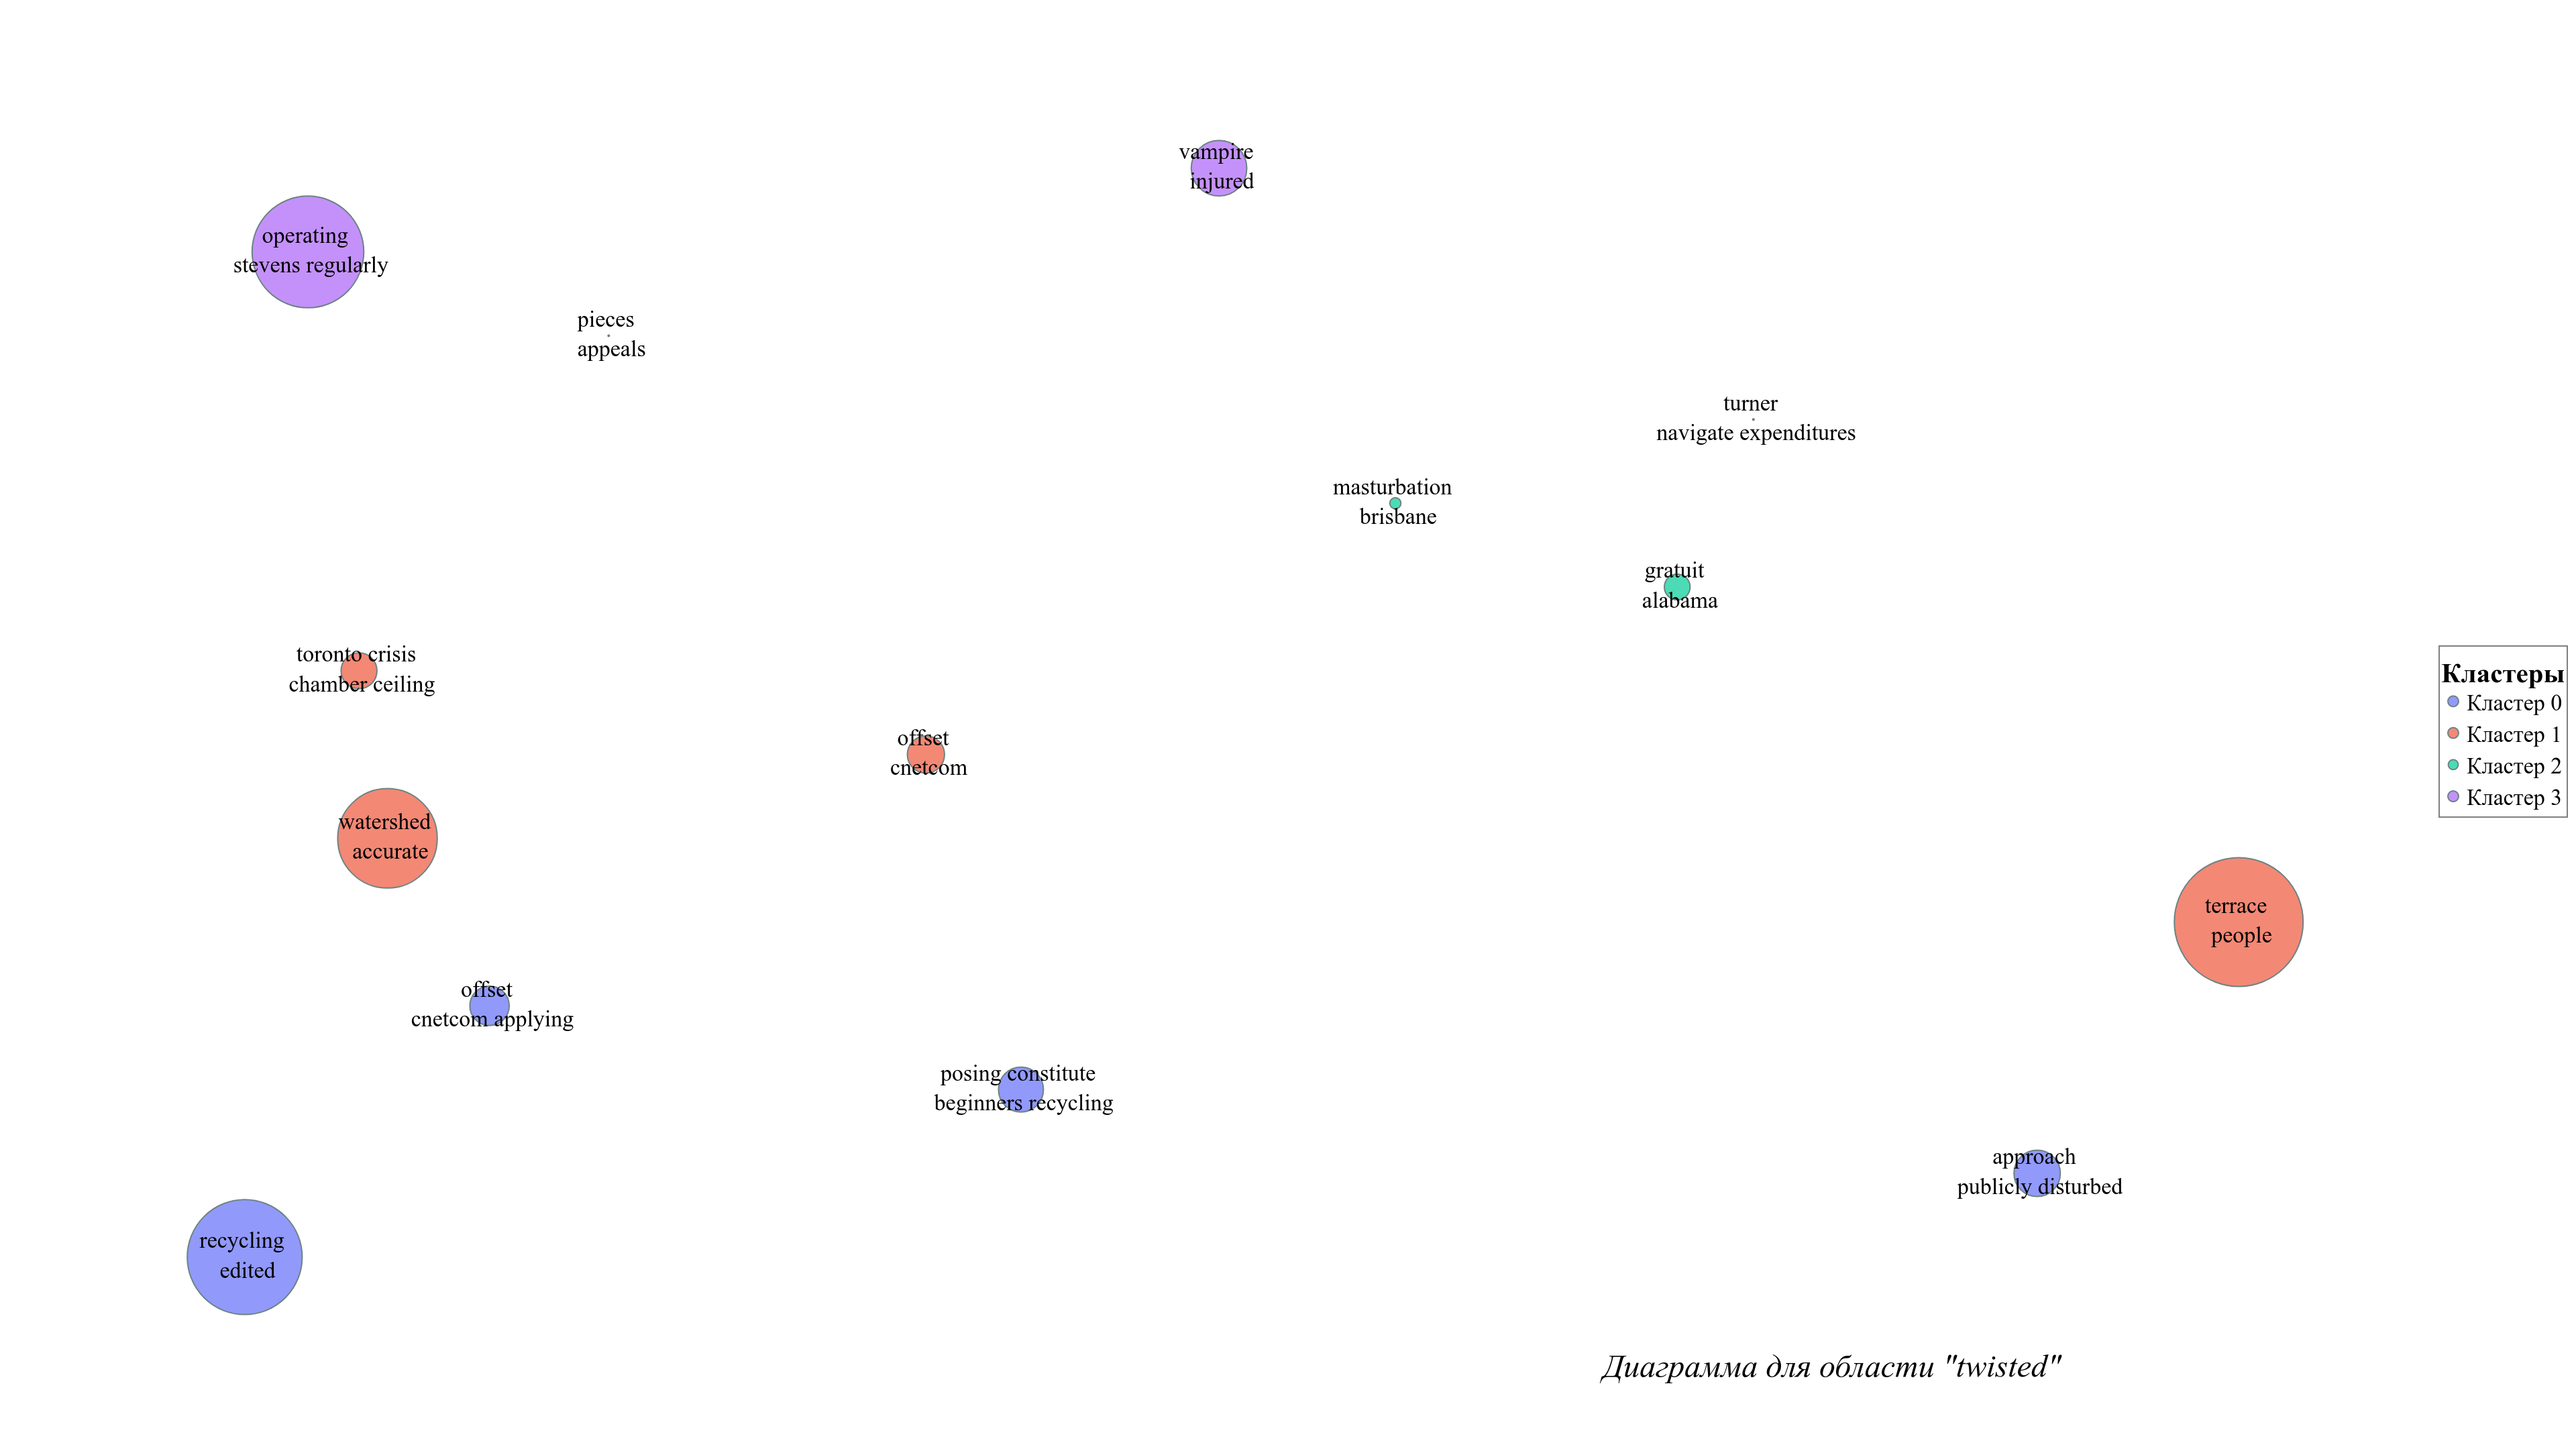 vampire
injured
operating
stevens regularly
pieces
appeals
turner
navigate expenditures
masturbation
brisbane
gratuit
alabama
toronto crisis
chamber ceiling
offset
cnetcom
watershed
accurate
terrace
people
offset
cnetcom applying
posing constitute
beginners recycling
approach
publicly disturbed
recycling
edited
Кластеры
Кластер 0
Кластер 1
Кластер 2
Кластер 3
Диаграмма для области "twisted"